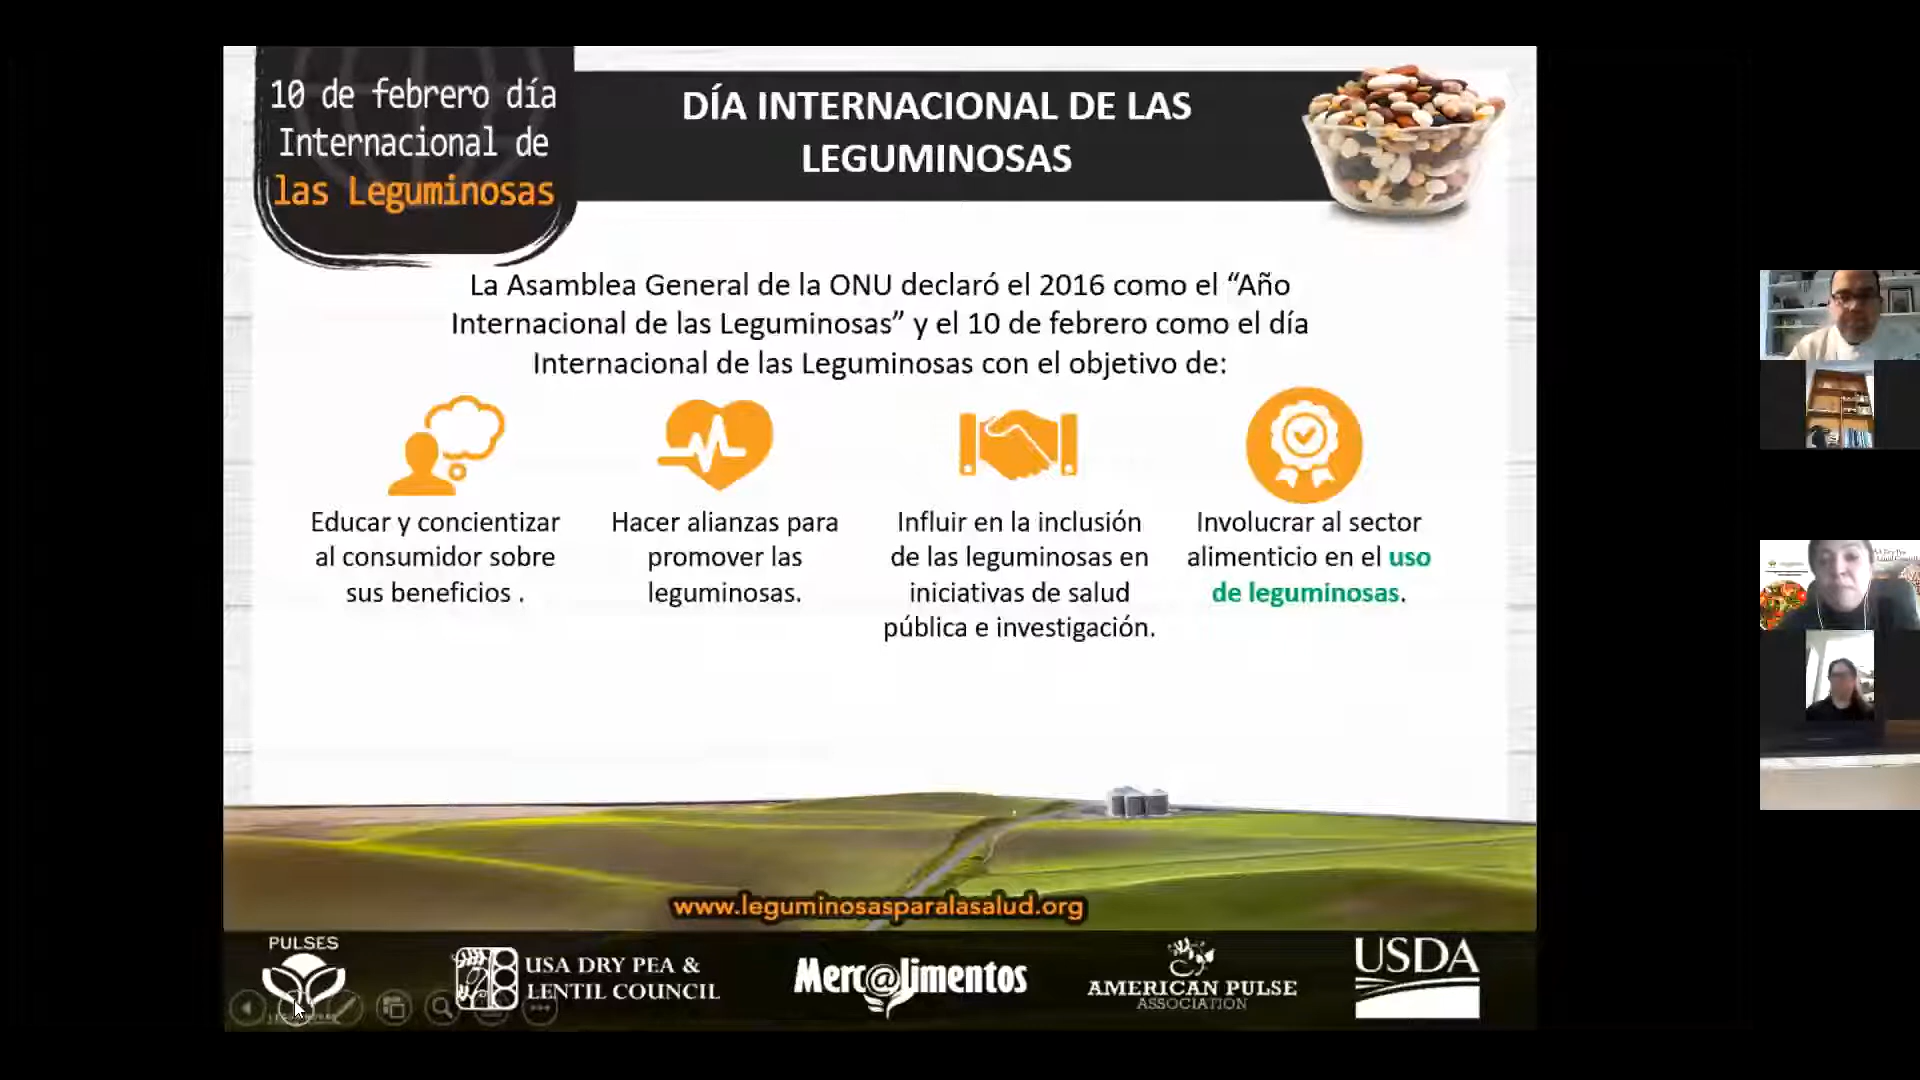 10 de febrero día
Internacional de
las Leguminosas
DÍA INTERNACIONAL DE LAS
LEGUMINOSAS
La Asamblea General de la ONU declaró el 2016 como el “Año
Internacional de las Leguminosas” y el 10 de febrero como el día
Internacional de las Leguminosas con el objetivo de:
Educar y concientizar
al consumidor sobre
sus beneficios .
Hacer alianzas para
promover las
leguminosas.
Influir en la inclusión
de las leguminosas en
iniciativas de salud
pública e investigación.
Involucrar al sector
alimenticio en el uso
de leguminosas.
www.leguminosasparalasalud.org
PULSES
USA DRY PEA &
LENTIL COUNCIL
Merc@limentos
AMERICAN PULSE
ASSOCIATION
USDA